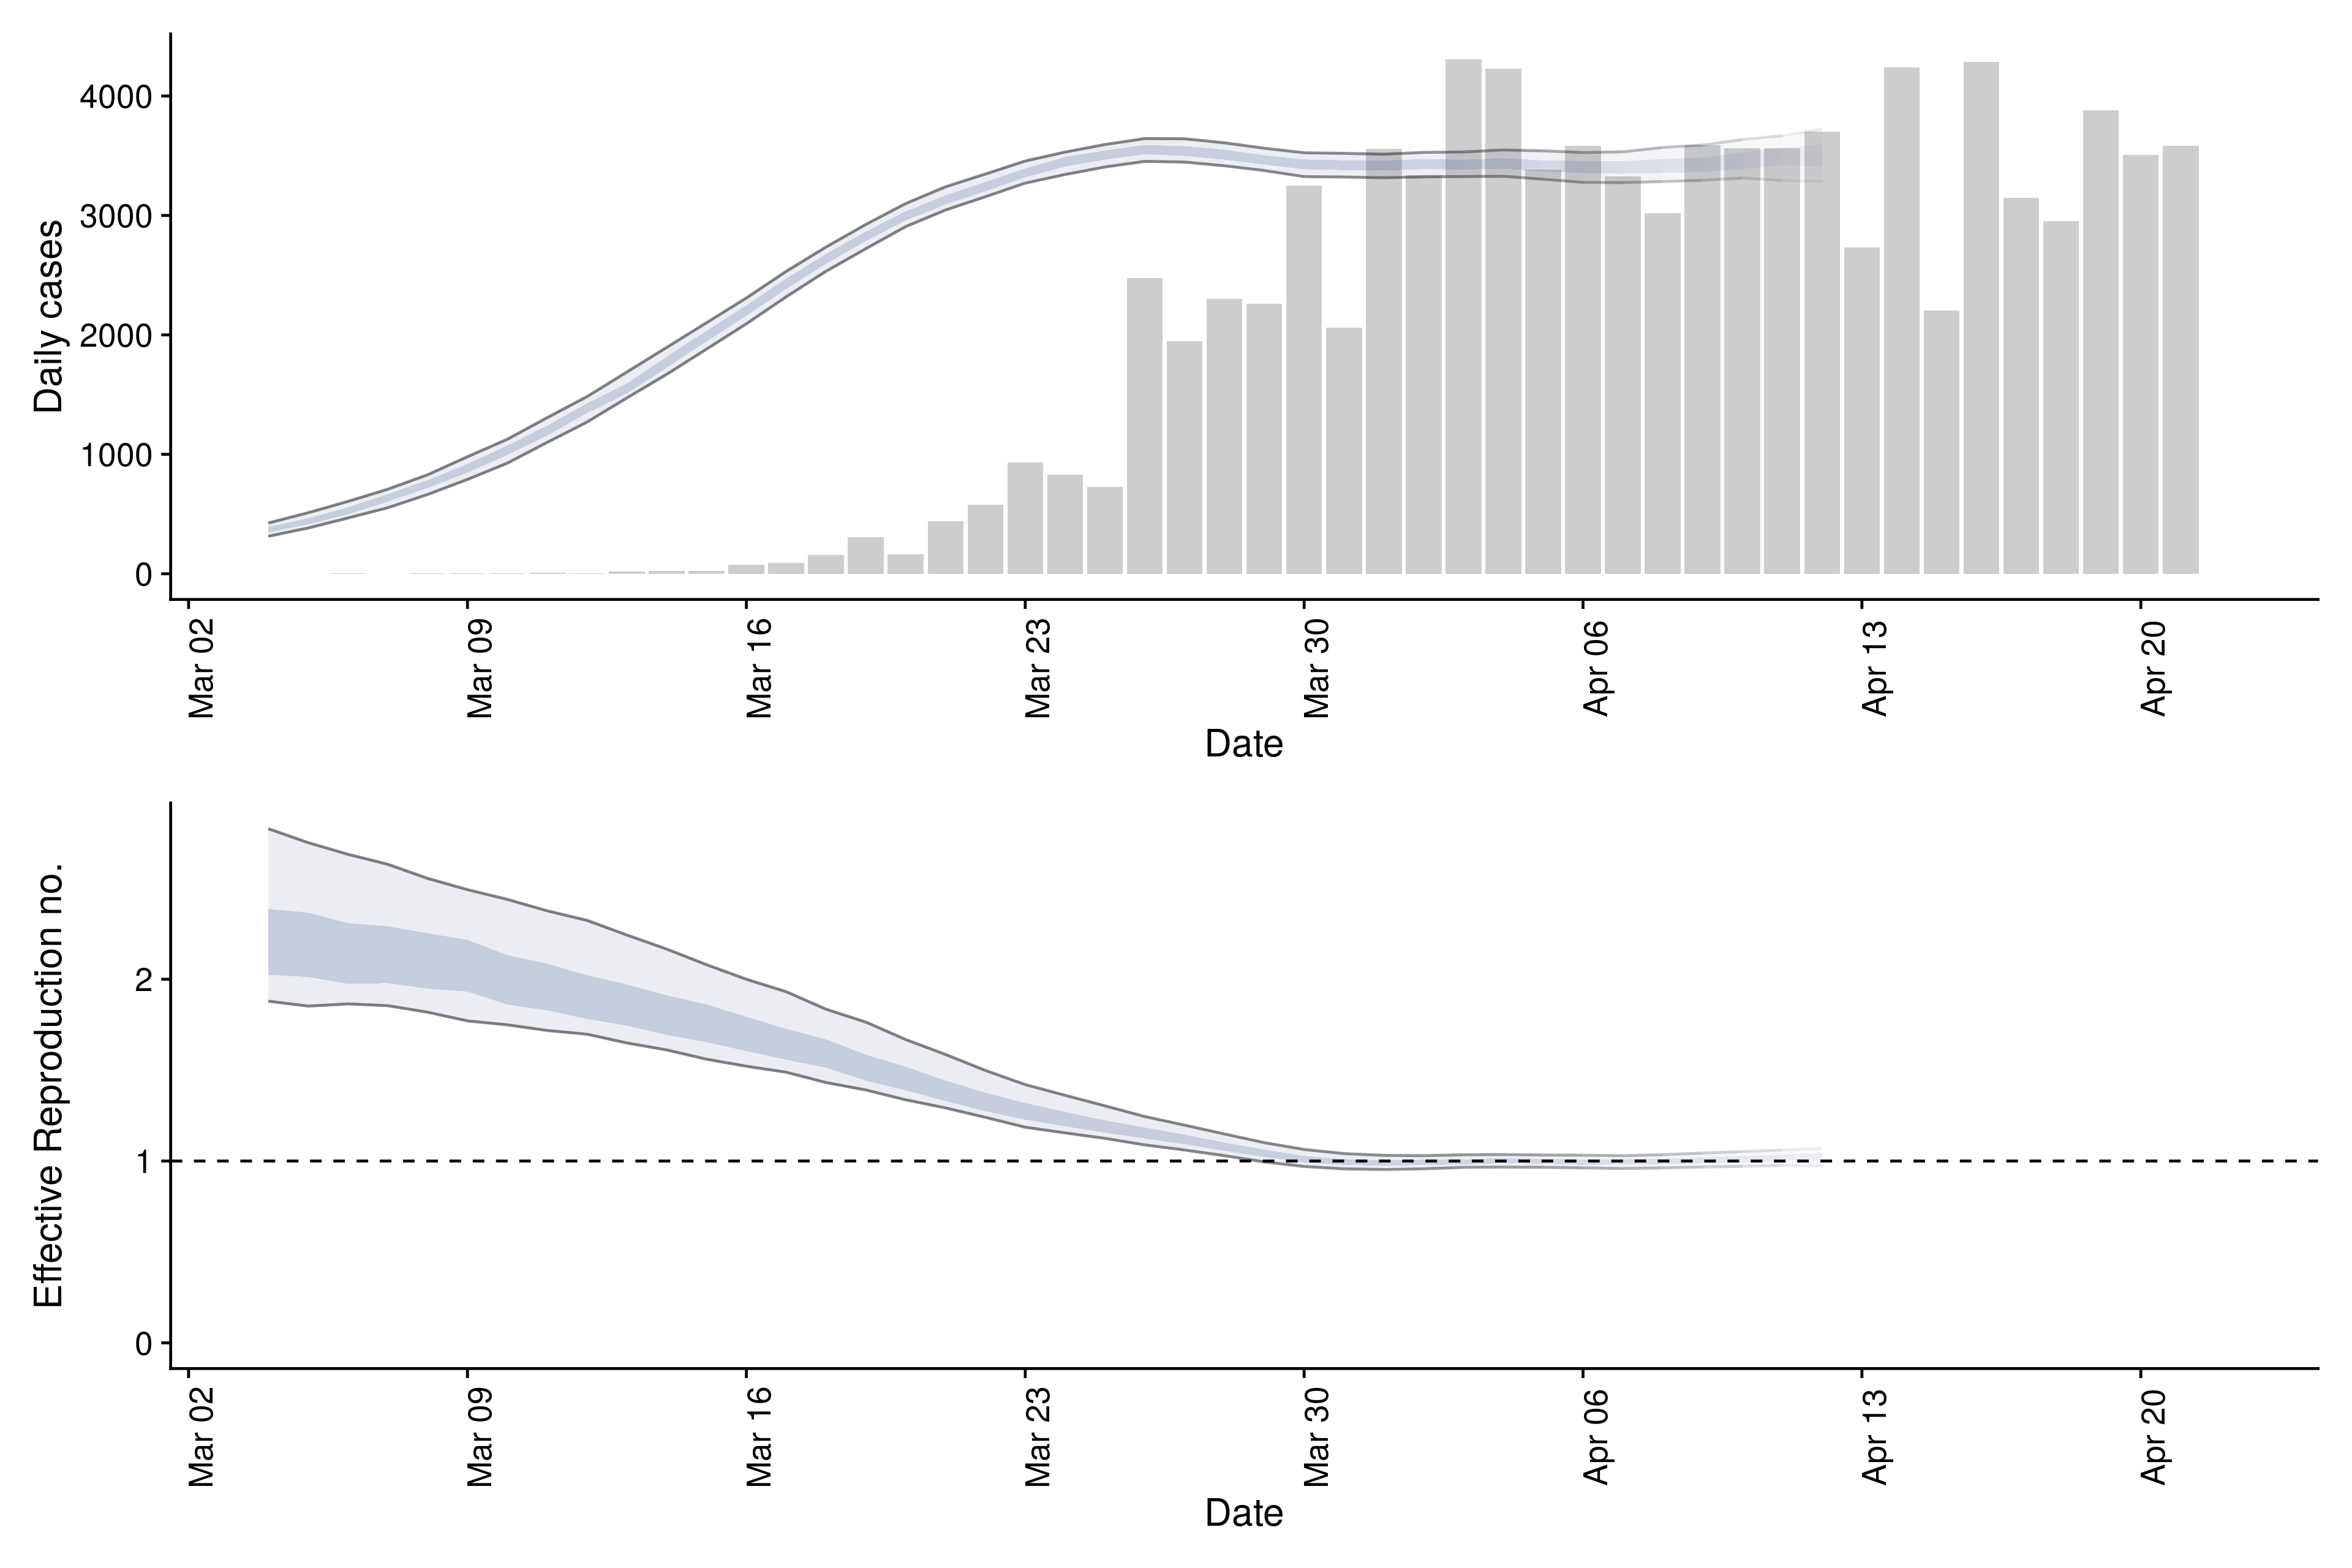 Daily cases
4000
3000
2000
1000
0
Mar 02
Mar 09
Mar 16
Mar 23
Mar 30
Apr 06
Apr 13
Apr 20
Date
Effective Reproduction no.
2
1
0
Mar 02
Mar 09
Mar 16
Mar 23
Mar 30
Apr 06
Apr 13
Apr 20
Date